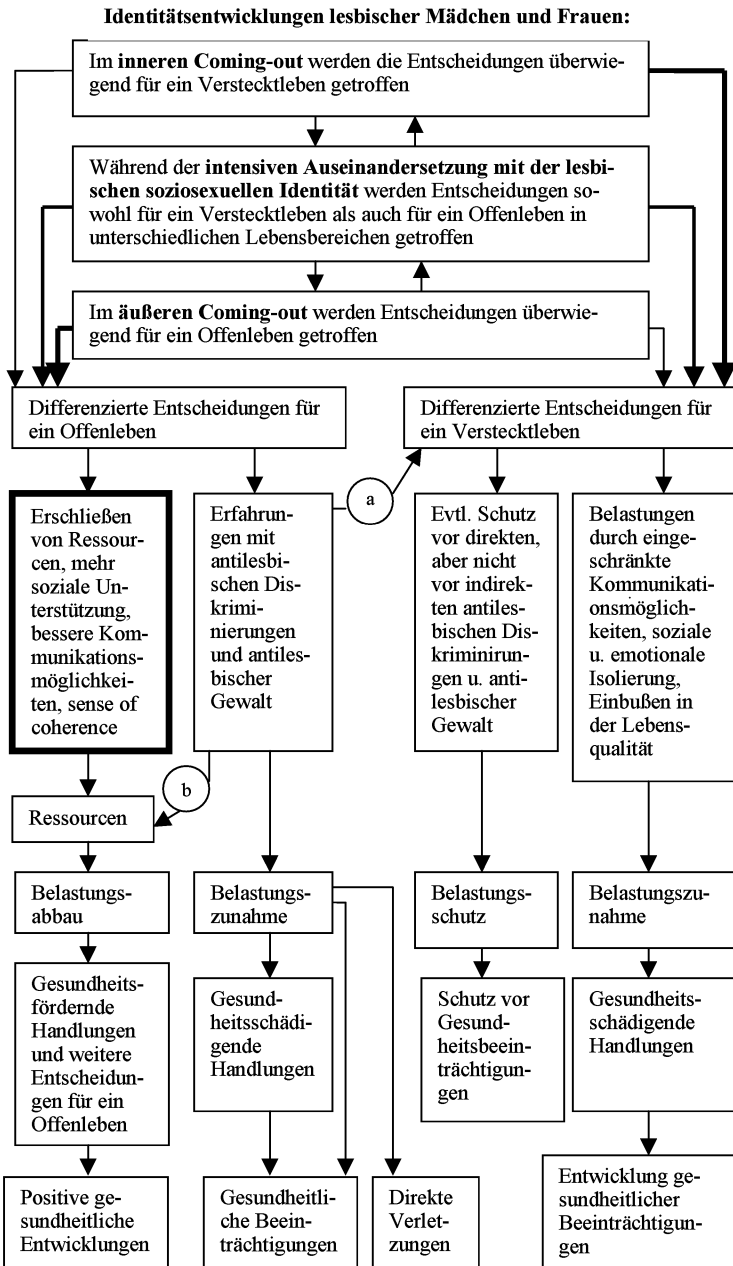 Identitätsentwicklungen lesbischer Mädchen und Frauen:
Im inneren Coming-out werden die Entscheidungen überwie-
gend für ein Versteckleben getroffen
Während der intensiven Auseinandersetzung mit der lesbi-
schen soziosexuellen Identität werden Entscheidungen so-
wohl für ein Versteckleben als auch für ein Offenleben in
unterschiedlichen Lebensbereichen getroffen
Im äußeren Coming-out werden Entscheidungen überwie-
gend für ein Offenleben getroffen
Differenzierte Entscheidungen für
ein Offenleben
Differenzierte Entscheidungen für
ein Versteckleben
a
Erschließen
von Ressour-
cen, mehr
soziale Un-
terstützung,
bessere Kom-
munikations-
möglichkei-
ten, sense of
coherence
Erfahrun-
gen mit
antilesbi-
schen Dis-
krimi-
nierungen
und antiles-
bischer
Gewalt
Evtl. Schutz
vor direkten,
aber nicht
vor indirek-
ten antiles-
bischen Dis-
kriminirun-
gen u. anti-
lesbischer
Gewalt
Belastungen
durch einge-
schränkte
Kommunikati-
onsmöglich-
keiten, soziale
u. emotionale
Isolierung,
Einbußen in
der Lebens-
qualität
b
Ressourcen
Belastungs-
abbau
Belastungs-
zunahme
Belastungs-
schutz
Belastungszu-
nahme
Gesundheits-
fördernde
Handlungen
und weitere
Entscheidun-
gen für ein
Offenleben
Gesund-
heitsschädi-
gende
Handlungen
Schutz vor
Gesund-
heitsbeein-
trächtigun-
gen
Gesundheits-
schädigende
Handlungen
Positive ge-
sundheitliche
Entwicklungen
Gesundheitli-
che Beein-
trächtigungen
Direkte
Verlet-
zungen
Entwicklung ge-
sundheitlicher
Beeinträchtigun-
gen